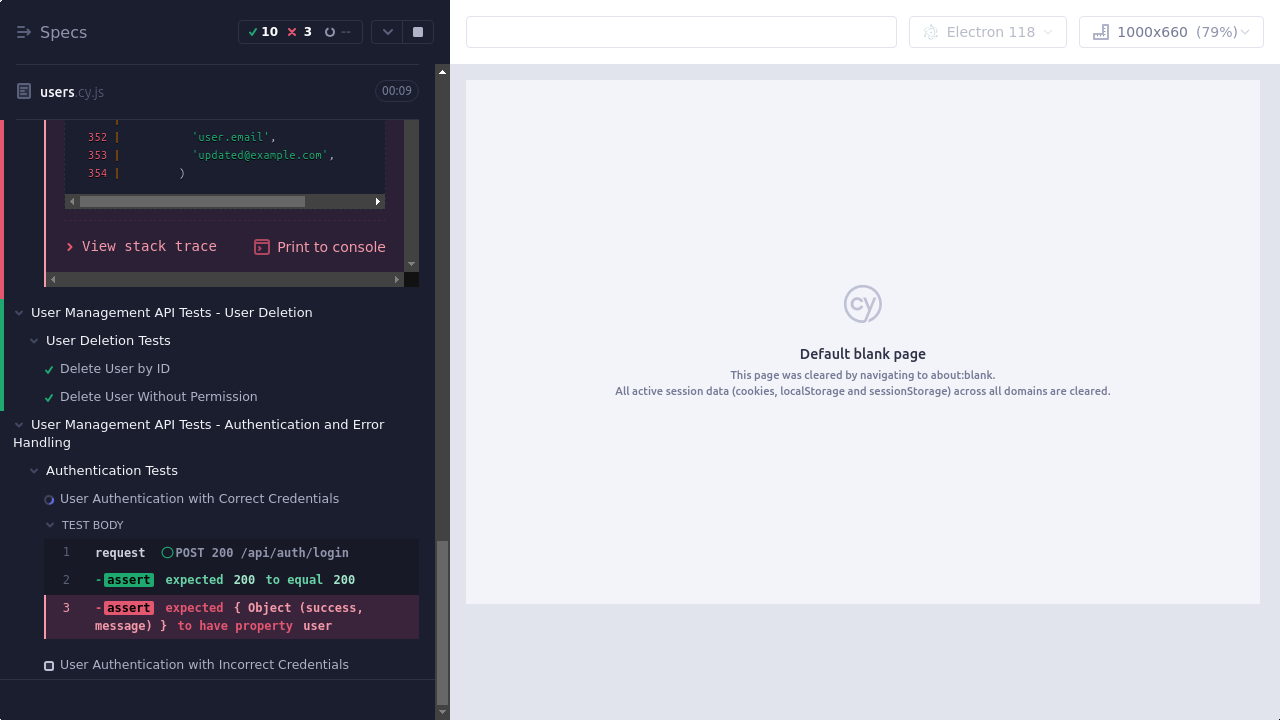 Specs
10 3 --
Electron 118
1000x660 (79%)
users.cy.js
00:09
352 | 'user.email',
353 | 'updated@example.com',
354 | )
View stack trace
Print to console
User Management API Tests - User Deletion
User Deletion Tests
Delete User by ID
Delete User Without Permission
User Management API Tests - Authentication and Error
Handling
Authentication Tests
User Authentication with Correct Credentials
TEST BODY
1 request POST 200 /api/auth/login
2 -assert expected 200 to equal 200
3 -assert expected { Object (success,
message) } to have property user
User Authentication with Incorrect Credentials
cy
Default blank page
This page was cleared by navigating to about:blank.
All active session data (cookies, localStorage and sessionStorage) across all domains are cleared.